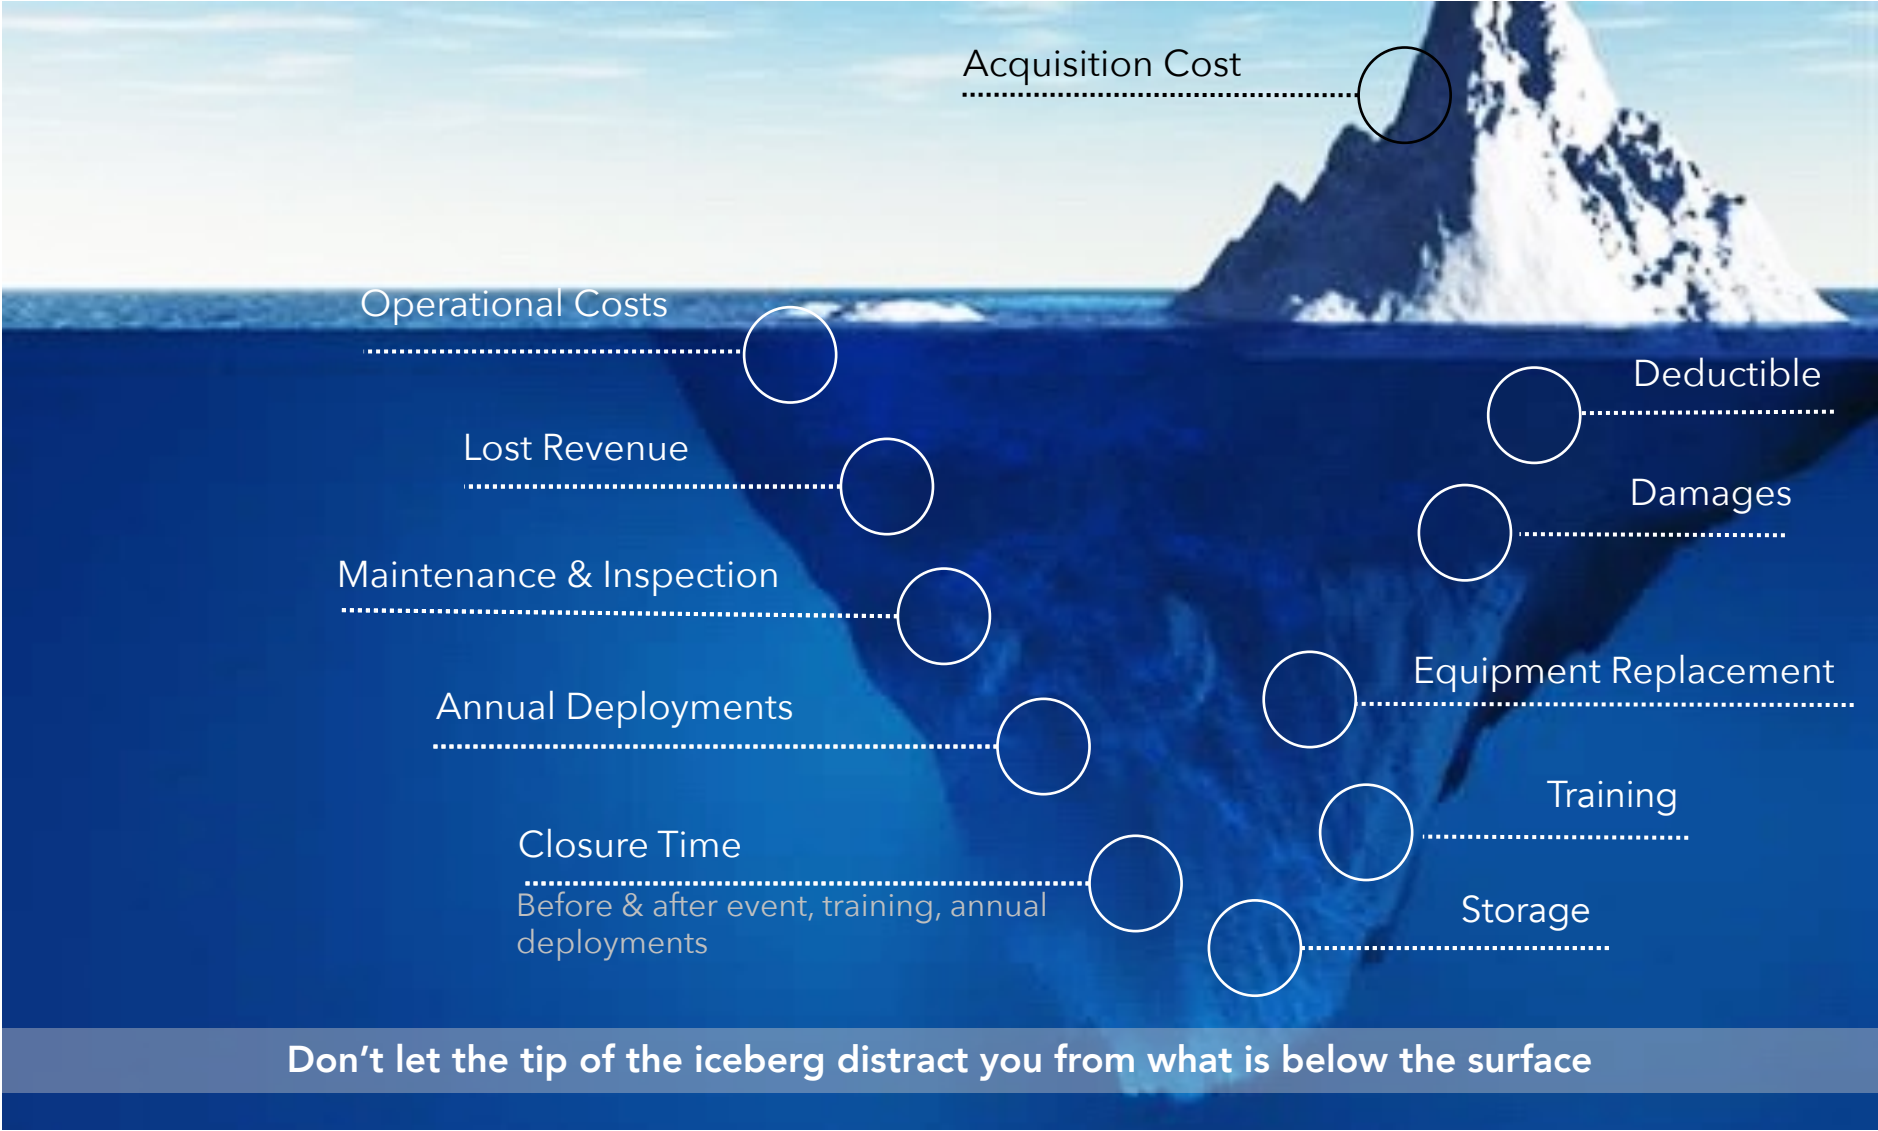 Acquisition Cost
Operational Costs
Deductible
Lost Revenue
Damages
Maintenance & Inspection
Equipment Replacement
Annual Deployments
Training
Closure Time
Before & after event, training, annual
deployments
Storage
Don’t let the tip of the iceberg distract you from what is below the surface